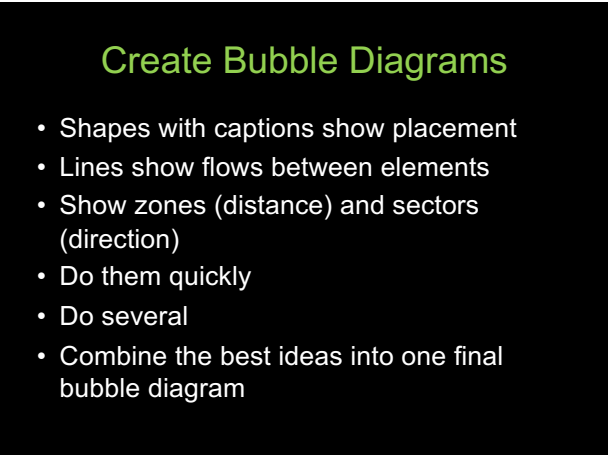 Create Bubble Diagrams
• Shapes with captions show placement
• Lines show flows between elements
• Show zones (distance) and sectors
(direction)
• Do them quickly
• Do several
• Combine the best ideas into one final
bubble diagram